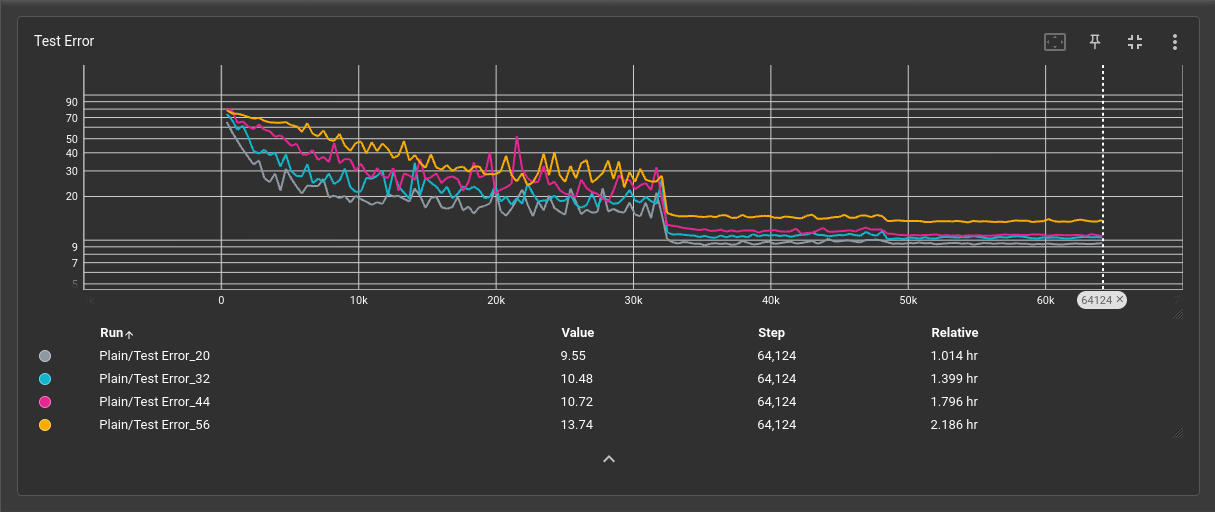 Test Error
90
70
50
40
30
20
9
7
5
0 10k 20k 30k 40k 50k 60k 64124 ×
Run↑ Value Step Relative
Plain/Test Error_20 9.55 64,124 1.014 hr
Plain/Test Error_32 10.48 64,124 1.399 hr
Plain/Test Error_44 10.72 64,124 1.796 hr
Plain/Test Error_56 13.74 64,124 2.186 hr